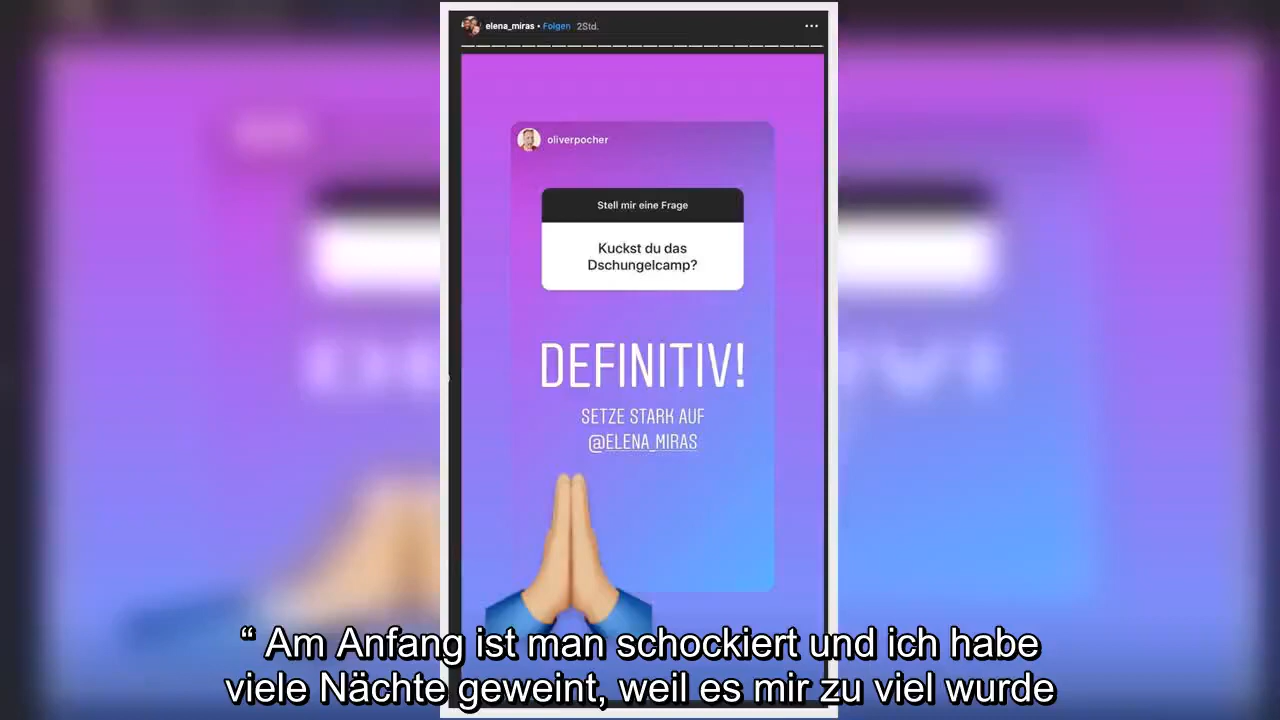 elena_miras • Folgen 2Std.
oliverpocher
Stell mir eine Frage
Kuckst du das
Dschungelcamp?
DEFINITIV!
SETZE STARK AUF
@ELENA_MIRAS
“ Am Anfang ist man schockiert und ich habe
viele Nächte geweint, weil es mir zu viel wurde